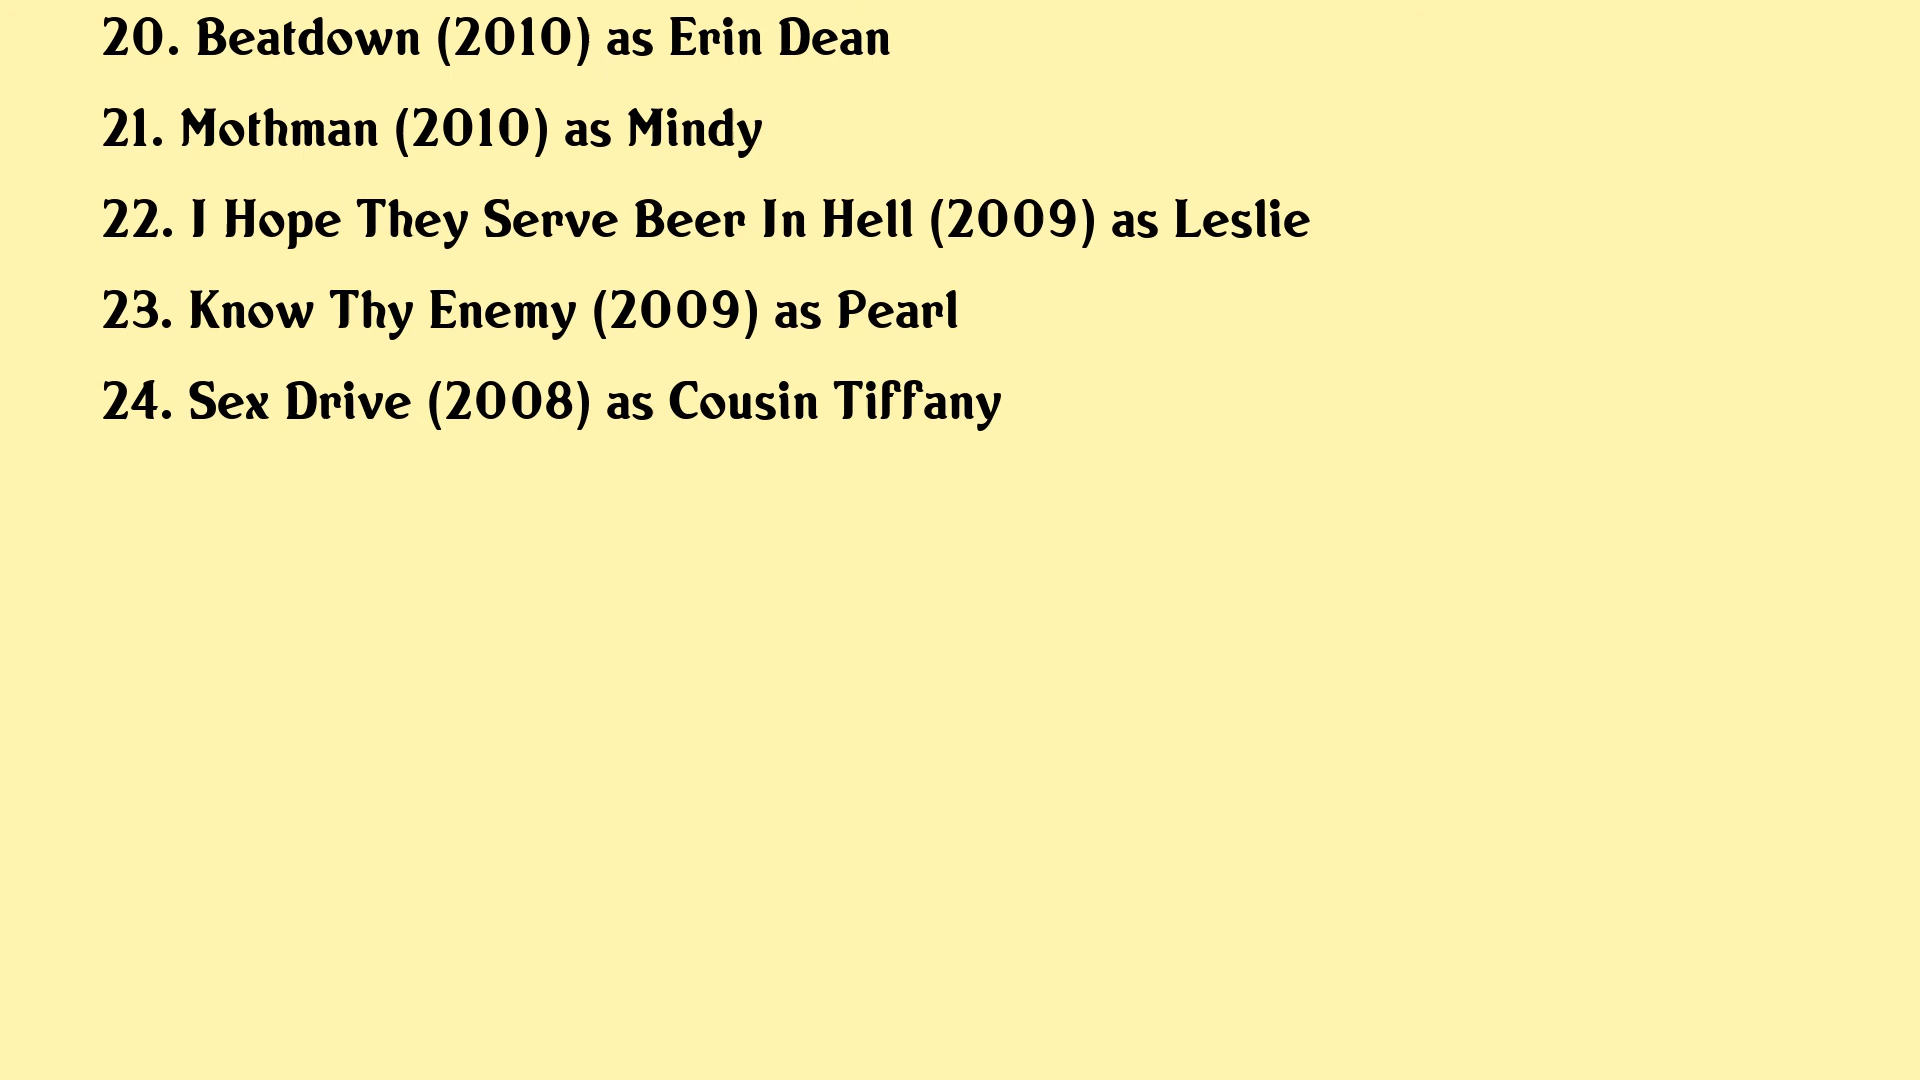 20. Beatdown (2010) as Erin Dean
21. Mothman (2010) as Mindy
22. I Hope They Serve Beer In Hell (2009) as Leslie
23. Know Thy Enemy (2009) as Pearl
24. Sex Drive (2008) as Cousin Tiffany